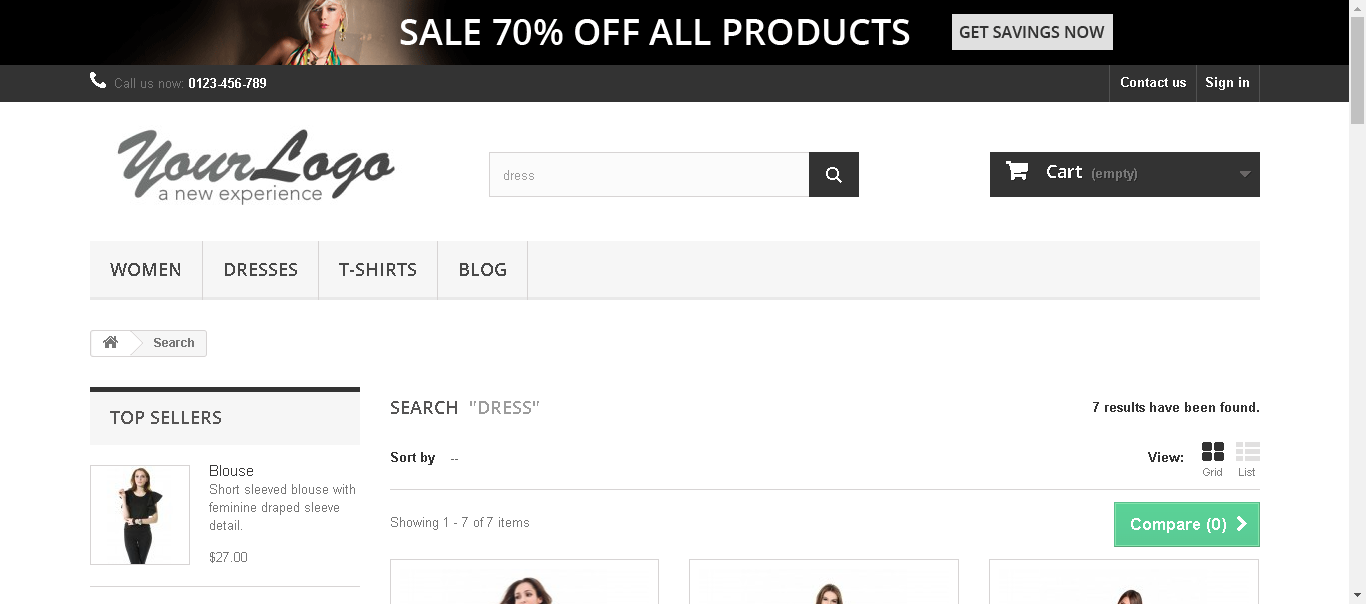 SALE 70% OFF ALL PRODUCTS GET SAVINGS NOW
Call us now: 0123-456-789 Contact us Sign in
YourLogo
a new experience
dress
Cart (empty)
WOMEN DRESSES T-SHIRTS BLOG
Search
TOP SELLERS
Blouse
Short sleeved blouse with
feminine draped sleeve
detail.
$27.00
SEARCH "DRESS" 7 results have been found.
Sort by -- View:
Grid List
Showing 1 - 7 of 7 items Compare (0)